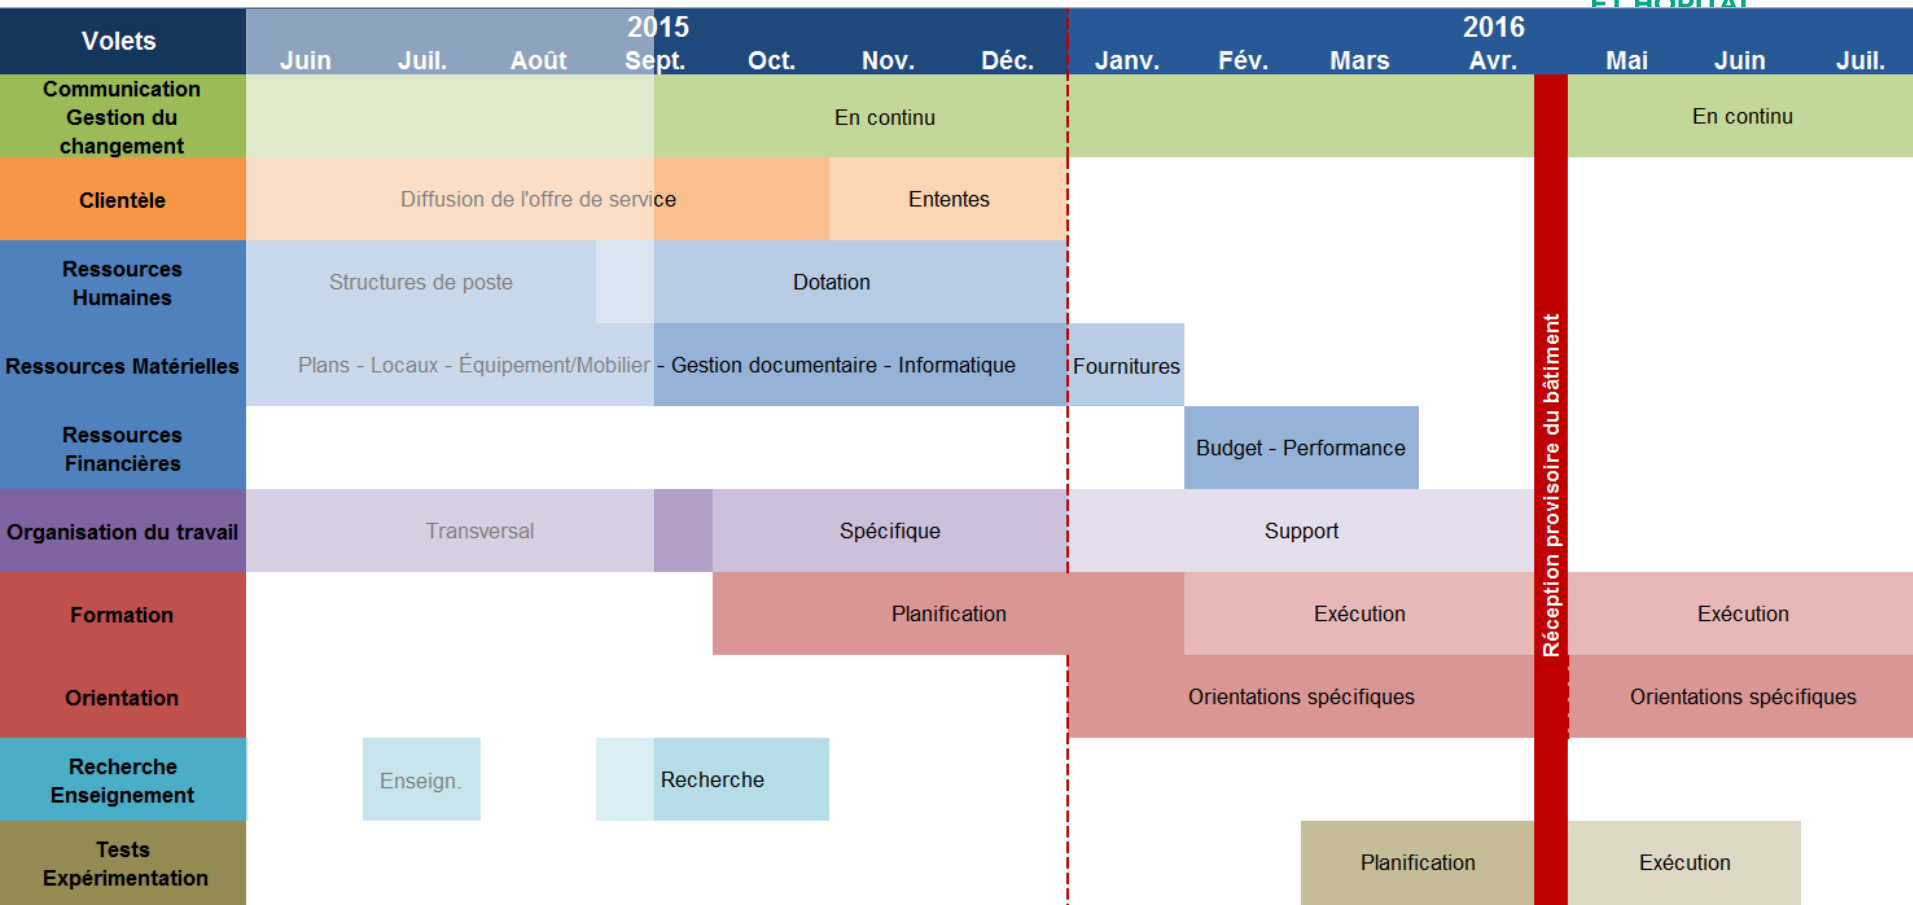 ET HÔPITAL
Volets
2015
2016
Juin Juil. Août Sept. Oct. Nov. Déc. Janv. Fév. Mars Avr. Mai Juin Juil.
Communication
Gestion du
changement
En continu
En continu
Clientèle
Diffusion de l'offre de service
Ententes
Ressources
Humaines
Structures de poste
Dotation
Ressources Matérielles
Plans - Locaux - Équipement/Mobilier - Gestion documentaire - Informatique
Fournitures
Ressources
Financières
Budget - Performance
Organisation du travail
Transversal
Spécifique
Support
Formation
Planification
Exécution
Exécution
Orientation
Orientations spécifiques
Orientations spécifiques
Recherche
Enseignement
Enseign.
Recherche
Tests
Expérimentation
Planification
Exécution
Réception provisoire du bâtiment